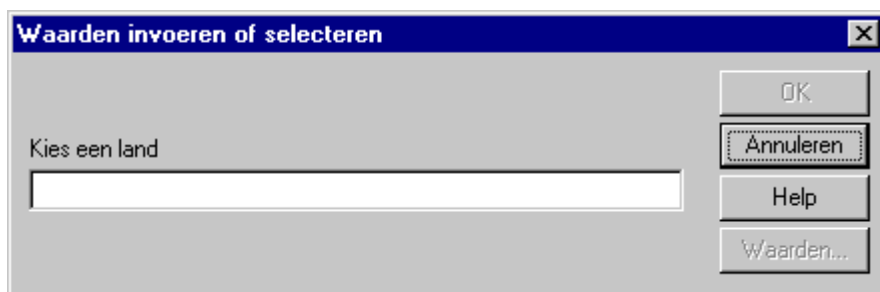 Waarden invoeren of selecteren
OK
Kies een land
Annuleren
Help
Waarden...